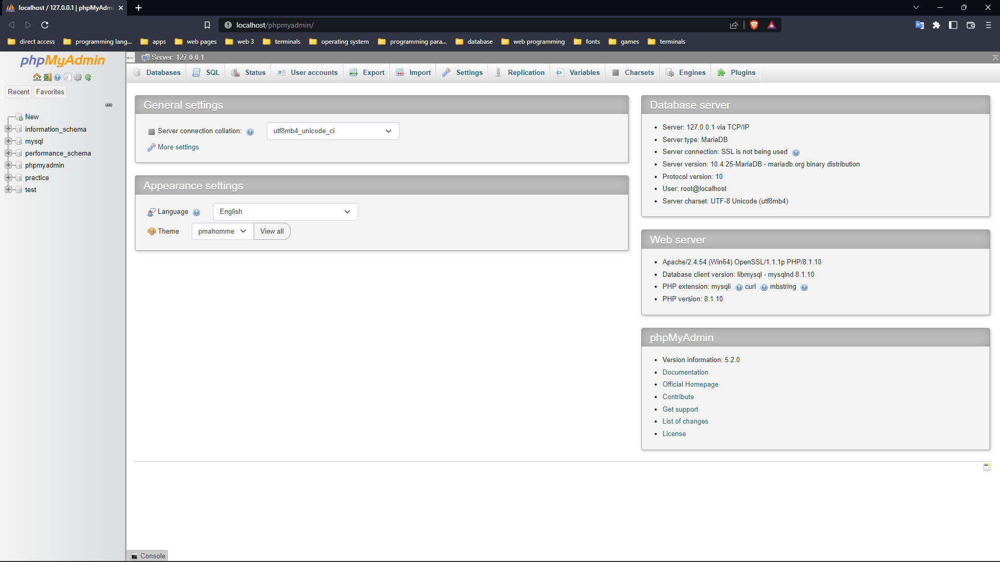 localhost / 127.0.0.1 | phpMyAdm
localhost/phpmyadmin/
direct access programming lang... apps web pages web 3 terminals operating system programming para... database web programming fonts games terminals
phpMyAdmin
Recent Favorites
New
information_schema
mysql
performance_schema
phpmyadmin
practice
test
Server: 127.0.0.1
Databases SQL Status User accounts Export Import Settings Replication Variables Charsets Engines Plugins
General settings
Server connection collation: utf8mb4_unicode_ci
More settings
Appearance settings
Language English
Theme pmahomme View all
Database server
Server: 127.0.0.1 via TCP/IP
Server type: MariaDB
Server connection: SSL is not being used
Server version: 10.4.25-MariaDB - mariadb.org binary distribution
Protocol version: 10
User: root@localhost
Server charset: UTF-8 Unicode (utf8mb4)
Web server
Apache/2.4.54 (Win64) OpenSSL/1.1.1p PHP/8.1.10
Database client version: libmysql - mysqlnd 8.1.10
PHP extension: mysqli curl mbstring
PHP version: 8.1.10
phpMyAdmin
Version information: 5.2.0
Documentation
Official Homepage
Contribute
Get support
List of changes
License
Console